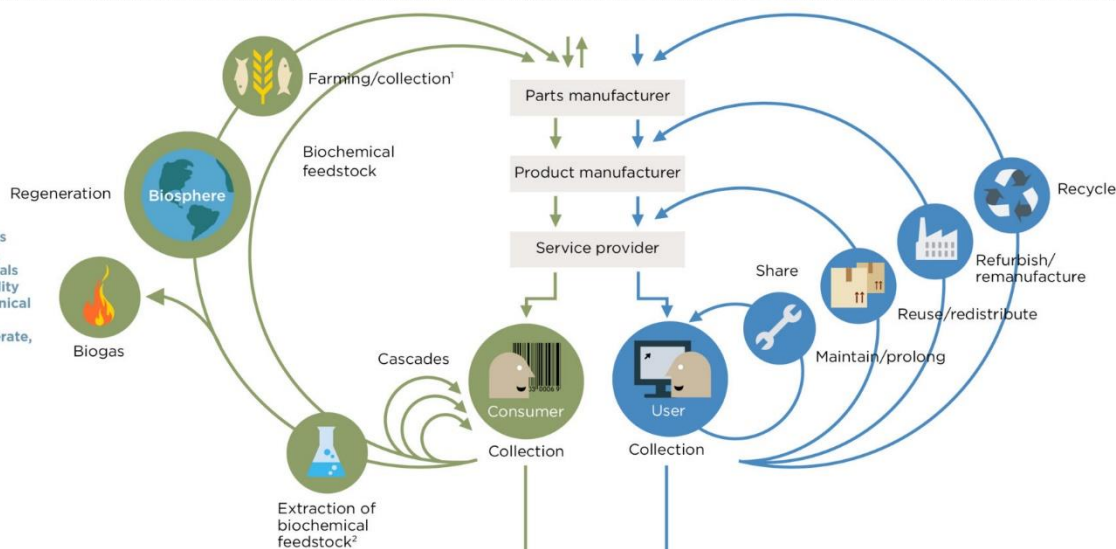 Farming/collection¹
Parts manufacturer
Biochemical
feedstock
Regeneration
Biosphere
Product manufacturer
Recycle
Service provider
Share
Refurbish/
remanufacture
Biogas
Reuse/redistribute
Cascades
Maintain/prolong
Consumer
User
Collection
Collection
Extraction of
biochemical
feedstock²